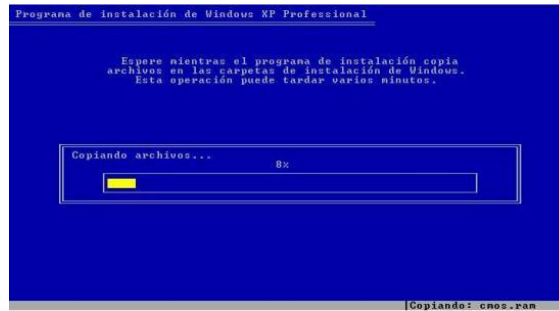 Programa de instalación de Windows XP Professional
Espere mientras el programa de instalación copia
archivos en las carpetas de instalación de Windows.
Esta operación puede tardar varios minutos.
Copiando archivos...
8%
Copiando: cmos.ram